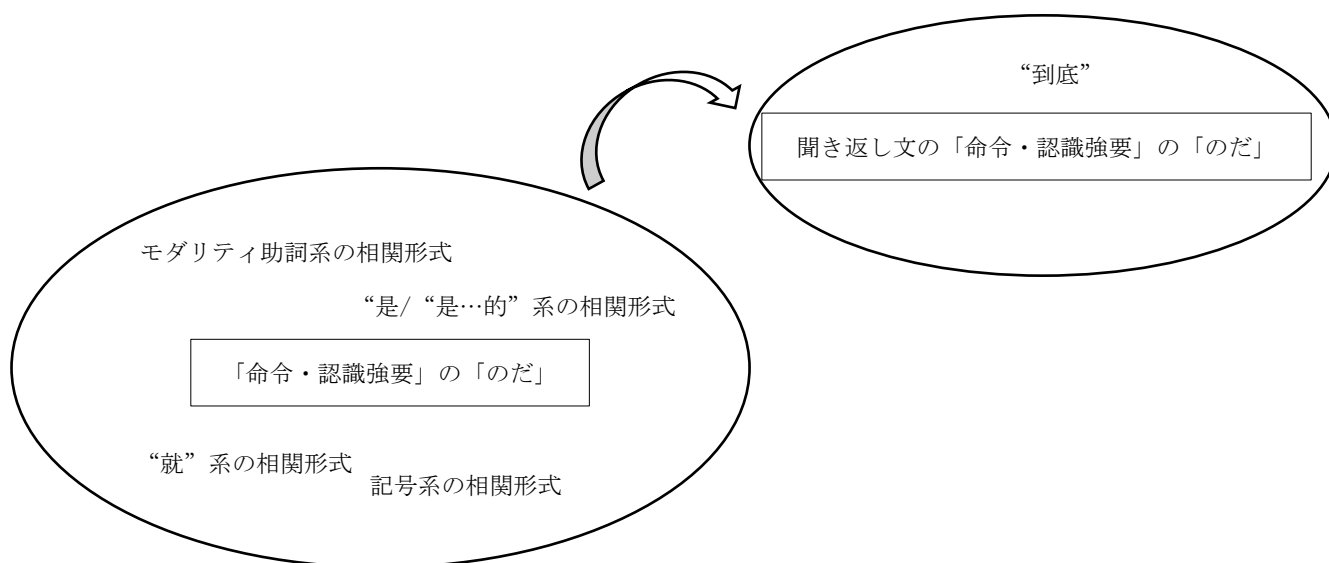 “到底”
聞き返し文の「命令・認識強要」の「のだ」
モダリティ助詞系の相関形式
“是/“是…的”系の相関形式
「命令・認識強要」の「のだ」
“就”系の相関形式
記号系の相関形式